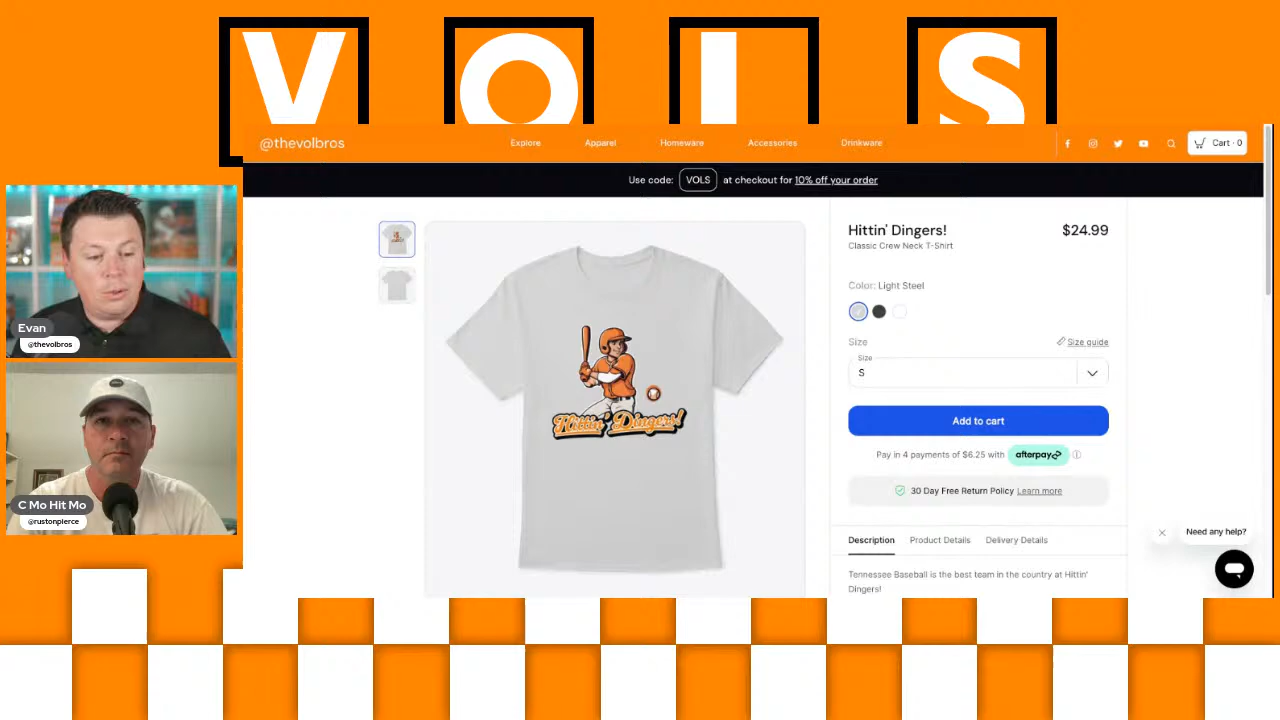 V O L S
@thevolbros
Explore Apparel Homeware Accessories Drinkware
Cart · 0
Use code: VOLS at checkout for 10% off your order
Evan
@thevolbros
C Mo Hit Mo
@rustonpierce
Hittin' Dingers!
Hittin' Dingers!
$24.99
Classic Crew Neck T-Shirt
Color: Light Steel
Size
Size guide
Size
S
Add to cart
Pay in 4 payments of $6.25 with afterpay
30 Day Free Return Policy Learn more
Description Product Details Delivery Details
Tennessee Baseball is the best team in the country at Hittin'
Dingers!
Need any help?